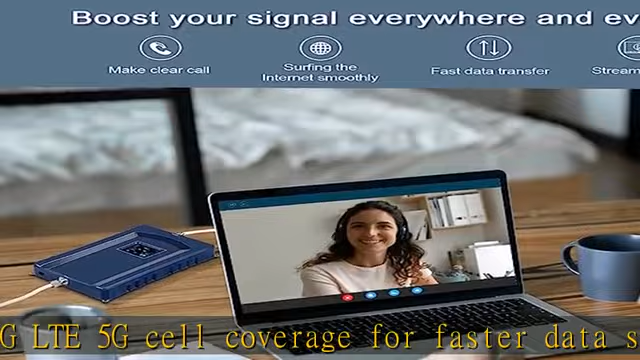 Boost your signal everywhere and ev
Make clear call
Surfing the
Internet smoothly
Fast data transfer
Stream
G LTE 5G cell coverage for faster data s